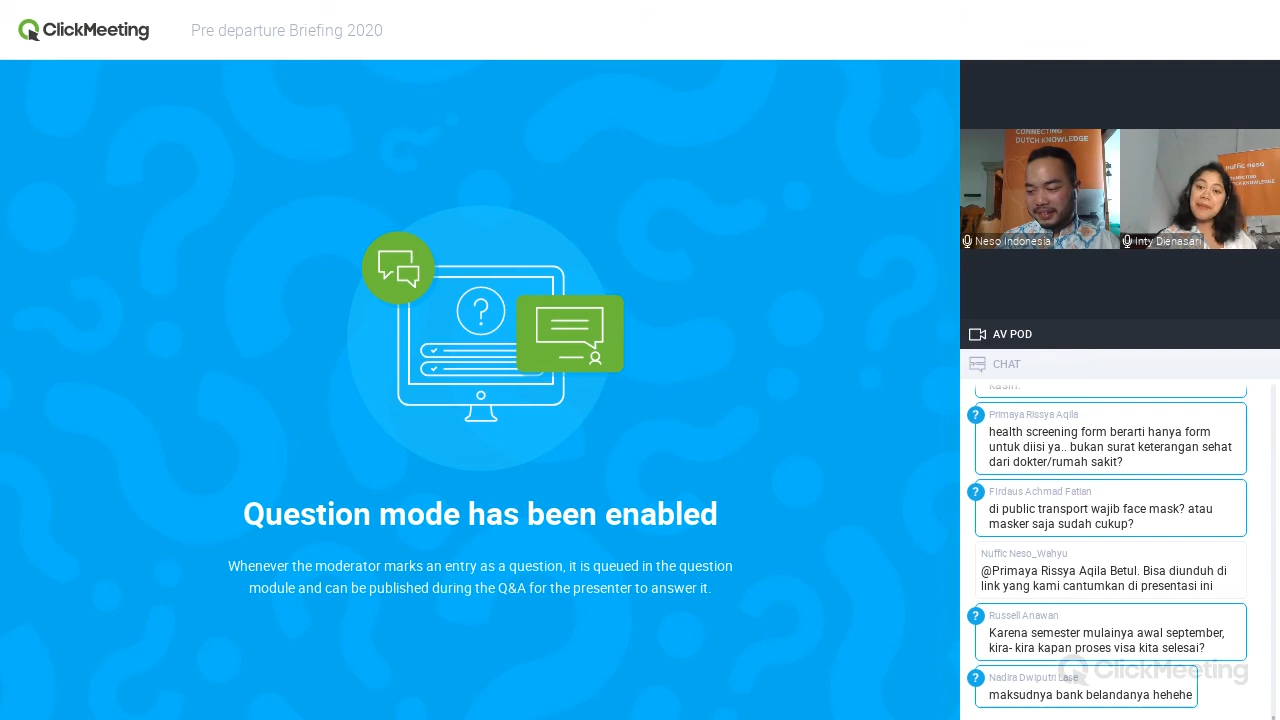 ClickMeeting
Pre departure Briefing 2020
CONNECTING
DUTCH KNOWLEDGE
nuffic neso
CONNECTING
DUTCH KNOWLEDGE
Neso Indonesia
Inty Dienasari
AV POD
CHAT
?
Primaya Rissya Aqila
health screening form berarti hanya form
untuk diisi ya.. bukan surat keterangan sehat
dari dokter/rumah sakit?
?
FIrdaus Achmad Fatian
di public transport wajib face mask? atau
masker saja sudah cukup?
Nuffic Neso_Wahyu
@Primaya Rissya Aqila Betul. Bisa diunduh di
link yang kami cantumkan di presentasi ini
?
Russell Anawan
Karena semester mulainya awal september,
kira- kira kapan proses visa kita selesai?
?
Nadira Dwiputri Lase
maksudnya bank belandanya hehehe
ClickMeeting
?
Question mode has been enabled
Whenever the moderator marks an entry as a question, it is queued in the question
module and can be published during the Q&A for the presenter to answer it.